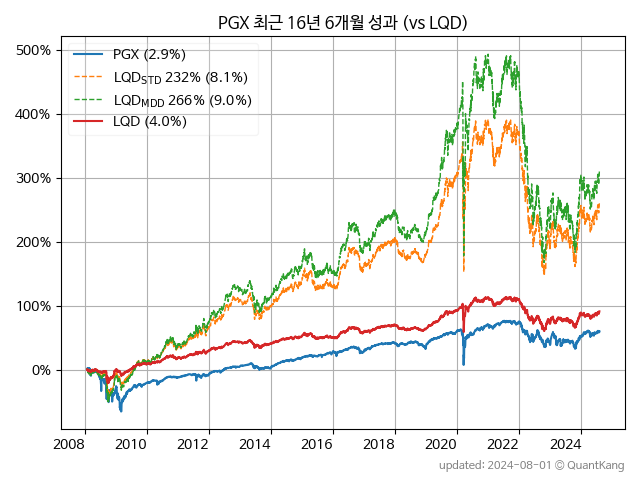 PGX 최근 16년 6개월 성과 (vs LQD)
500%
400%
300%
200%
100%
0%
PGX (2.9%)
LQD_STD 232% (8.1%)
LQD_MDD 266% (9.0%)
LQD (4.0%)
2008 2010 2012 2014 2016 2018 2020 2022 2024
updated: 2024-08-01 © QuantKang